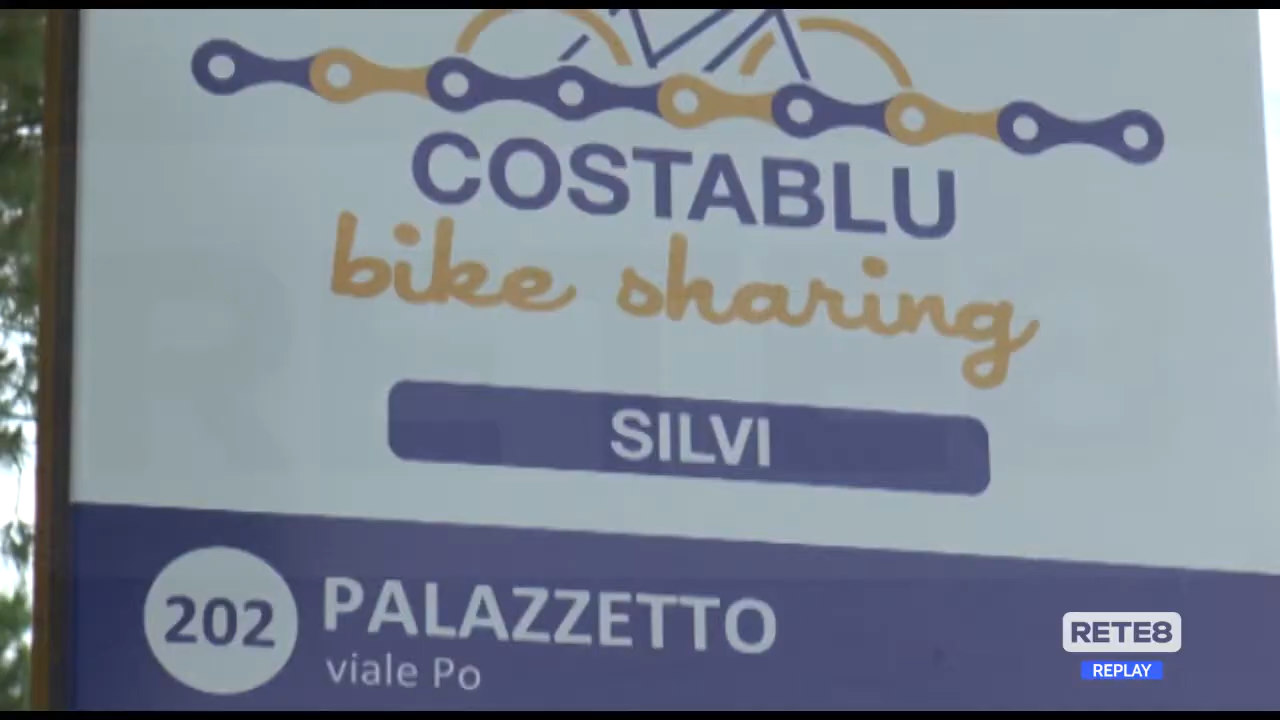 COSTABLU
bike sharing
SILVI
202
PALAZZETTO
viale Po
RETE8
REPLAY